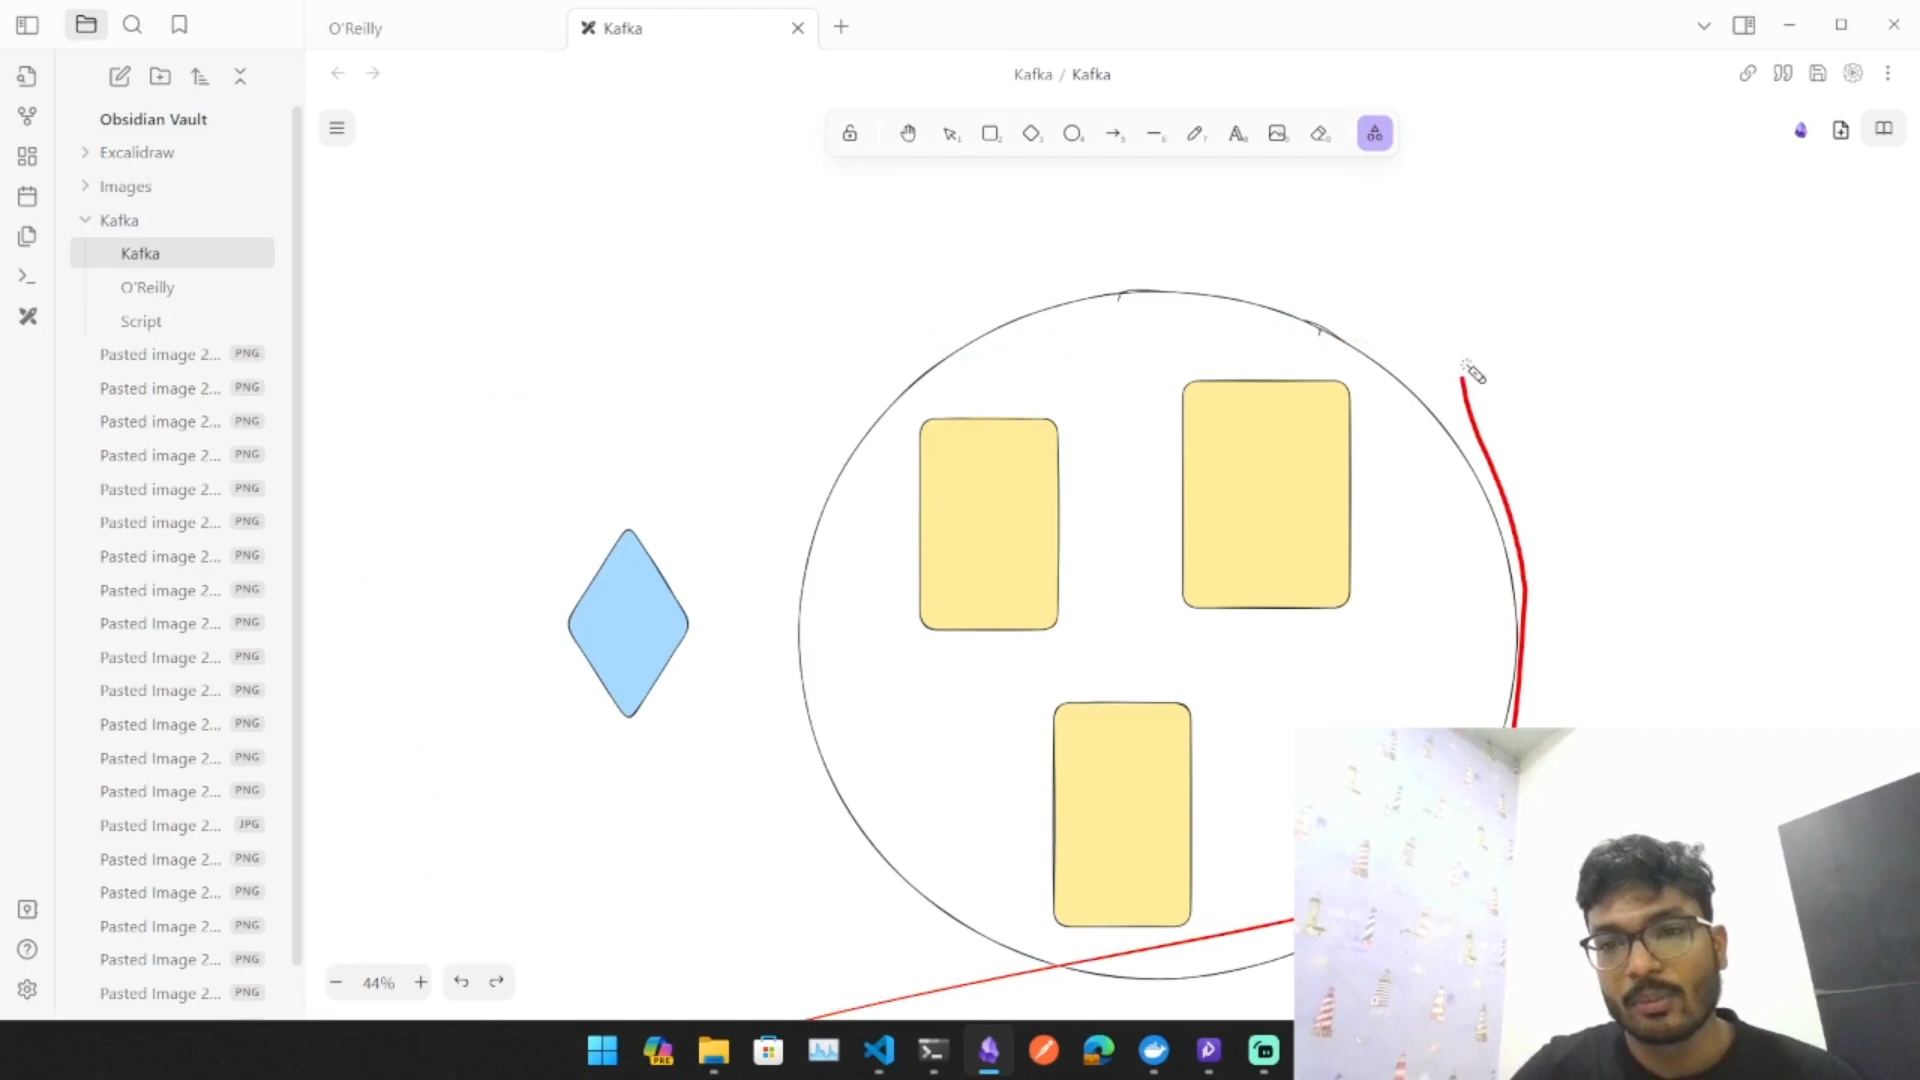 O'Reilly
Kafka
Kafka / Kafka
Obsidian Vault
Excalidraw
Images
Kafka
Kafka
O'Reilly
Script
Pasted image 2... PNG
Pasted image 2... PNG
Pasted image 2... PNG
Pasted image 2... PNG
Pasted image 2... PNG
Pasted image 2... PNG
Pasted image 2... PNG
Pasted image 2... PNG
Pasted image 2... PNG
Pasted Image 2... PNG
Pasted Image 2... PNG
Pasted Image 2... PNG
Pasted Image 2... PNG
Pasted Image 2... PNG
Pasted Image 2... JPG
Pasted Image 2... PNG
Pasted Image 2... PNG
Pasted Image 2... PNG
Pasted Image 2... PNG
Pasted Image 2... PNG
44%
PRE